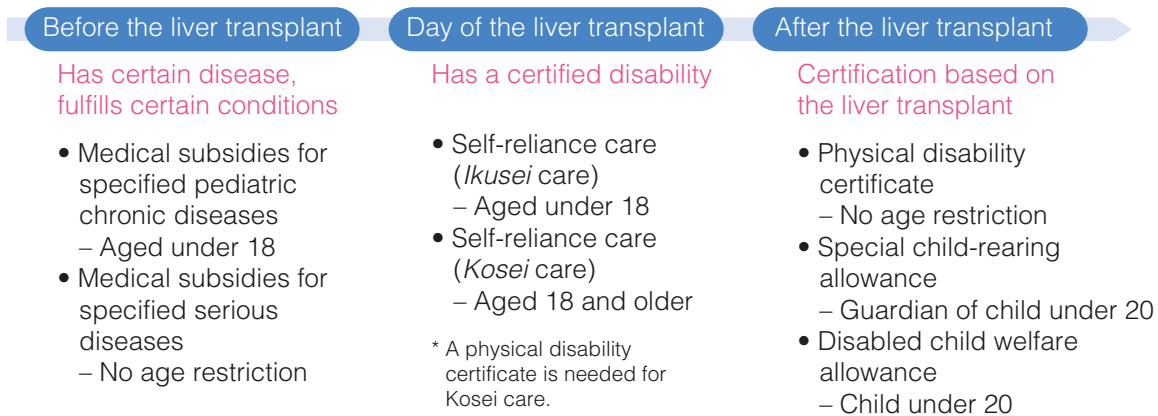 Before the liver transplant
Has certain disease,
fulfills certain conditions
• Medical subsidies for
specified pediatric
chronic diseases
– Aged under 18
• Medical subsidies for
specified serious
diseases
– No age restriction
Day of the liver transplant
Has a certified disability
• Self-reliance care
(Ikusei care)
– Aged under 18
• Self-reliance care
(Kosei care)
– Aged 18 and older
* A physical disability
certificate is needed for
Kosei care.
After the liver transplant
Certification based on
the liver transplant
• Physical disability
certificate
– No age restriction
• Special child-rearing
allowance
– Guardian of child under 20
• Disabled child welfare
allowance
– Child under 20